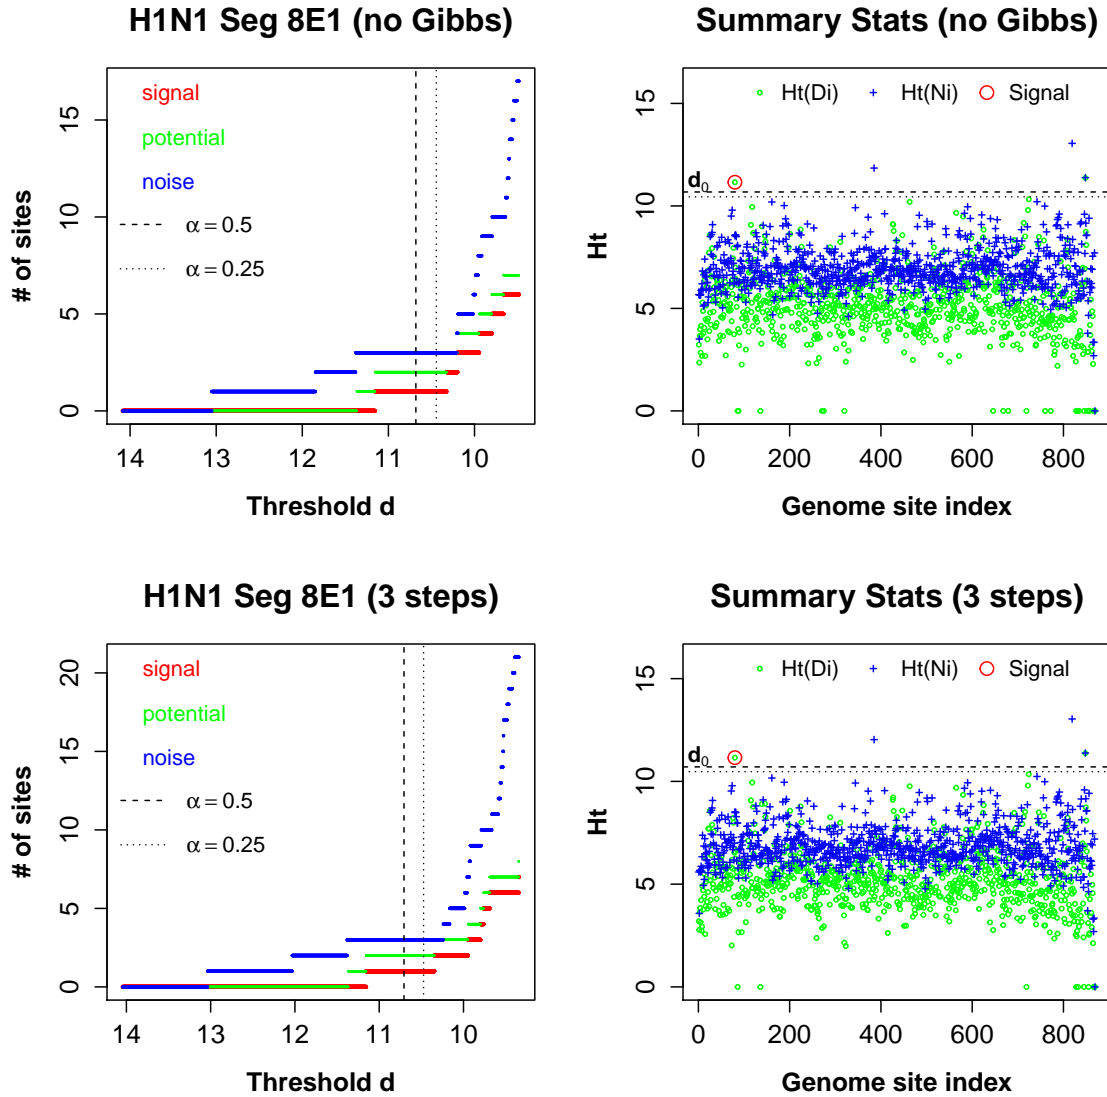 H1N1 Seg 8E1 (no Gibbs)
signal
potential
noise
α = 0.5
α = 0.25
# of sites
0
5
10
15
14
13
12
11
10
Threshold d
Summary Stats (no Gibbs)
Ht(Di) Ht(Ni) Signal
d0
Ht
0
5
10
15
0 200 400 600 800
Genome site index
H1N1 Seg 8E1 (3 steps)
signal
potential
noise
α = 0.5
α = 0.25
# of sites
0
5
10
15
20
14
13
12
11
10
Threshold d
Summary Stats (3 steps)
Ht(Di) Ht(Ni) Signal
d0
Ht
0
5
10
15
0 200 400 600 800
Genome site index